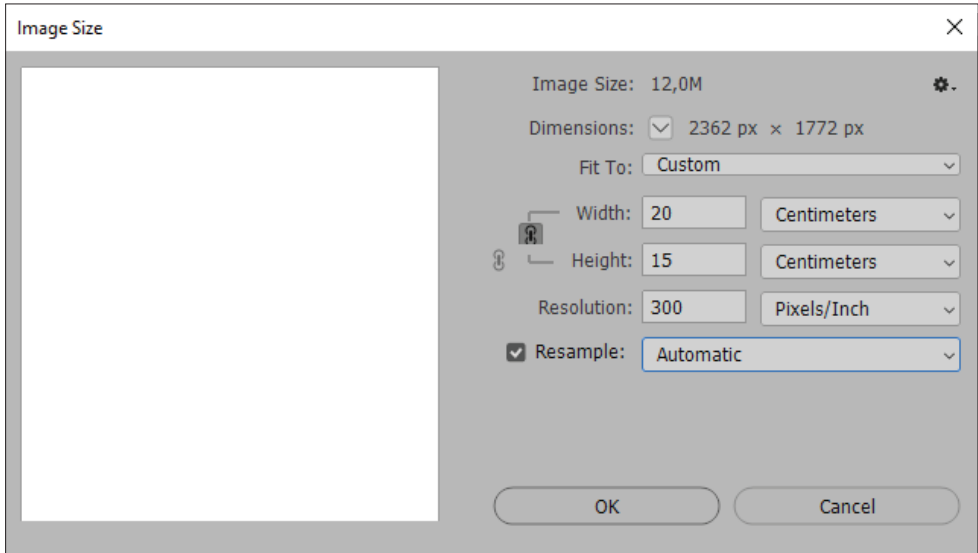 Image Size
Image Size: 12,0M
Dimensions: 2362 px × 1772 px
Fit To: Custom
Width: 20 Centimeters
Height: 15 Centimeters
Resolution: 300 Pixels/Inch
Resample: Automatic
OK Cancel